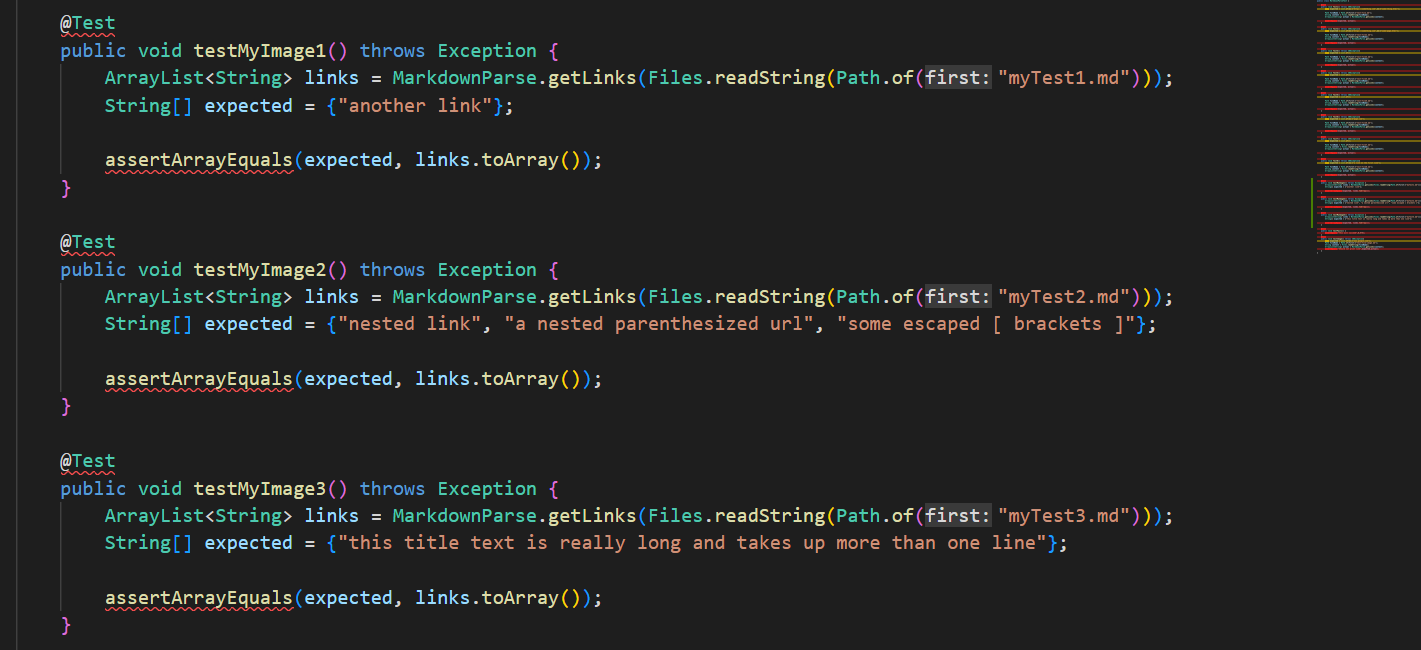 @Test
public void testMyImage1() throws Exception {
    ArrayList<String> links = MarkdownParse.getLinks(Files.readString(Path.of(first: "myTest1.md")));
    String[] expected = {"another link"};

    assertArrayEquals(expected, links.toArray());
}

@Test
public void testMyImage2() throws Exception {
    ArrayList<String> links = MarkdownParse.getLinks(Files.readString(Path.of(first: "myTest2.md")));
    String[] expected = {"nested link", "a nested parenthesized url", "some escaped [ brackets ]"};

    assertArrayEquals(expected, links.toArray());
}

@Test
public void testMyImage3() throws Exception {
    ArrayList<String> links = MarkdownParse.getLinks(Files.readString(Path.of(first: "myTest3.md")));
    String[] expected = {"this title text is really long and takes up more than one line"};

    assertArrayEquals(expected, links.toArray());
}